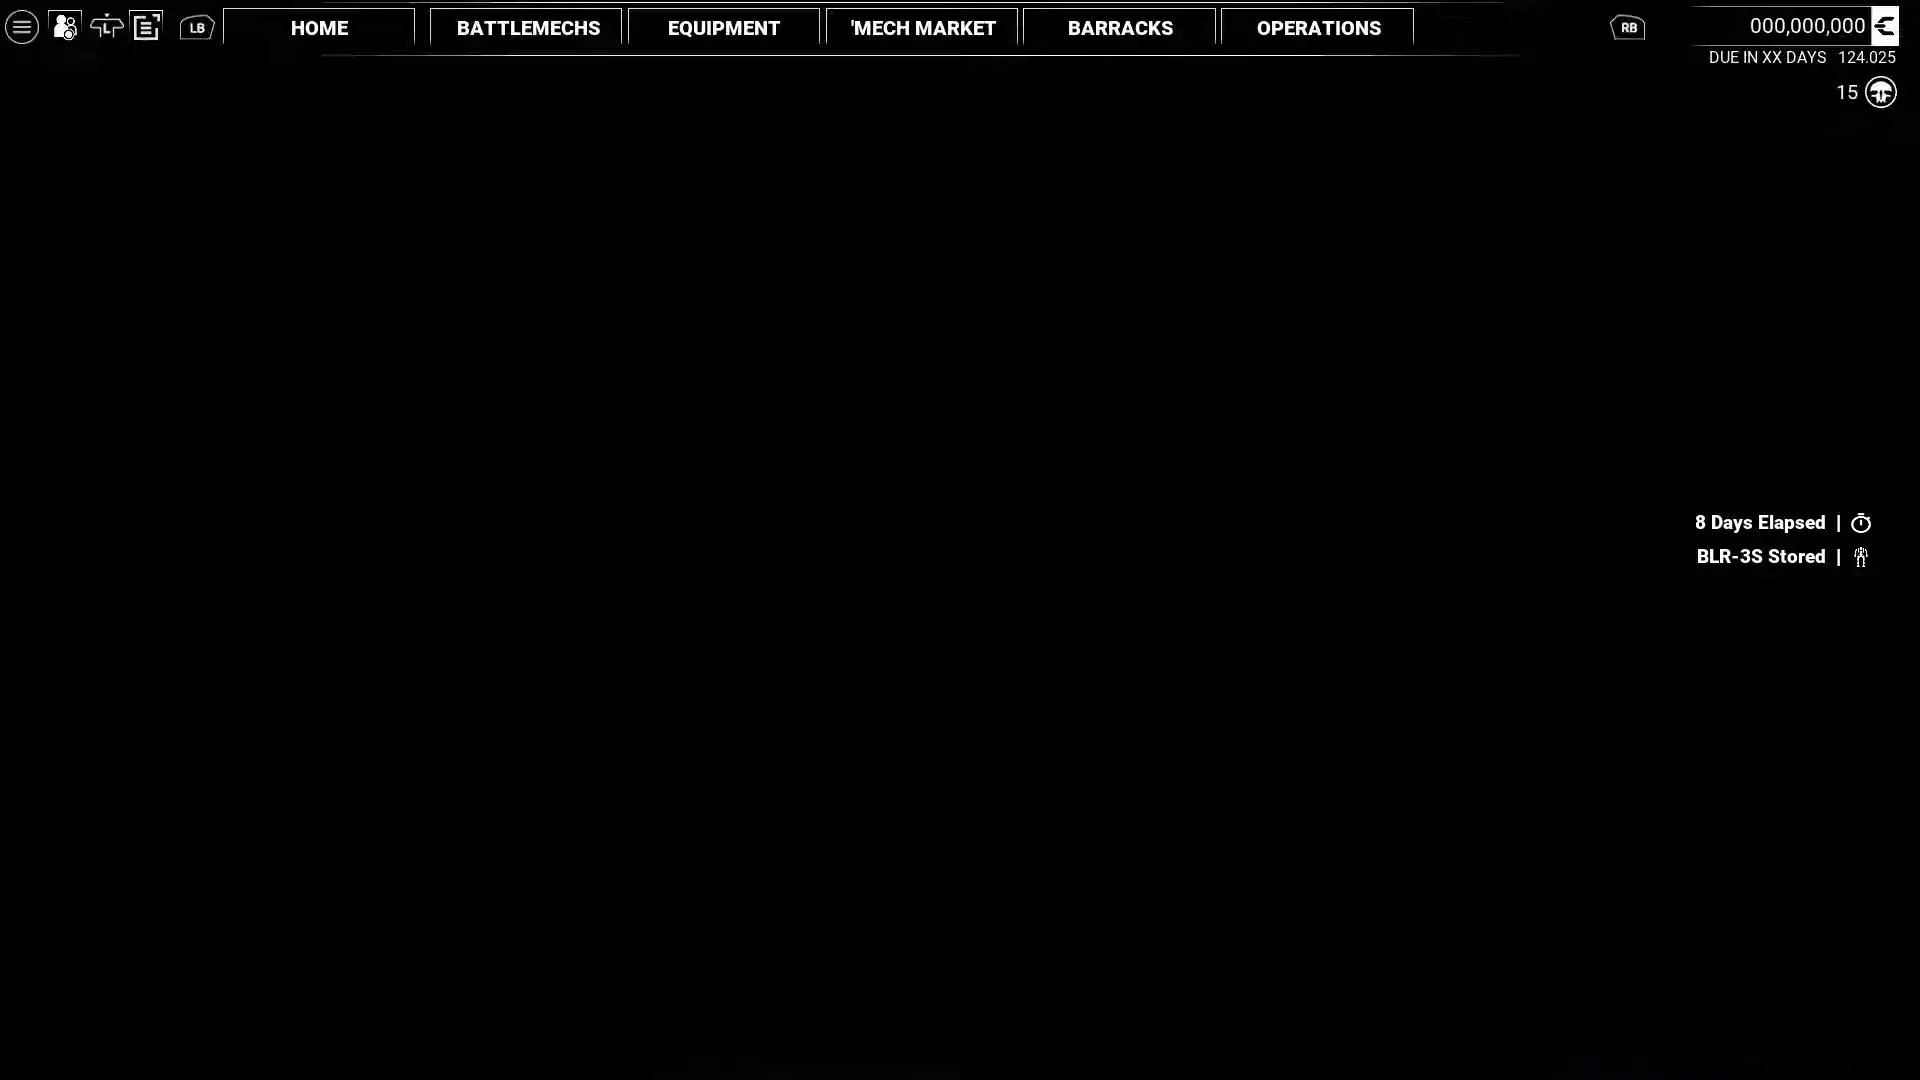 LB
HOME
BATTLEMECHS
EQUIPMENT
'MECH MARKET
BARRACKS
OPERATIONS
RB
000,000,000
DUE IN XX DAYS 124.025
15
8 Days Elapsed |
BLR-3S Stored |